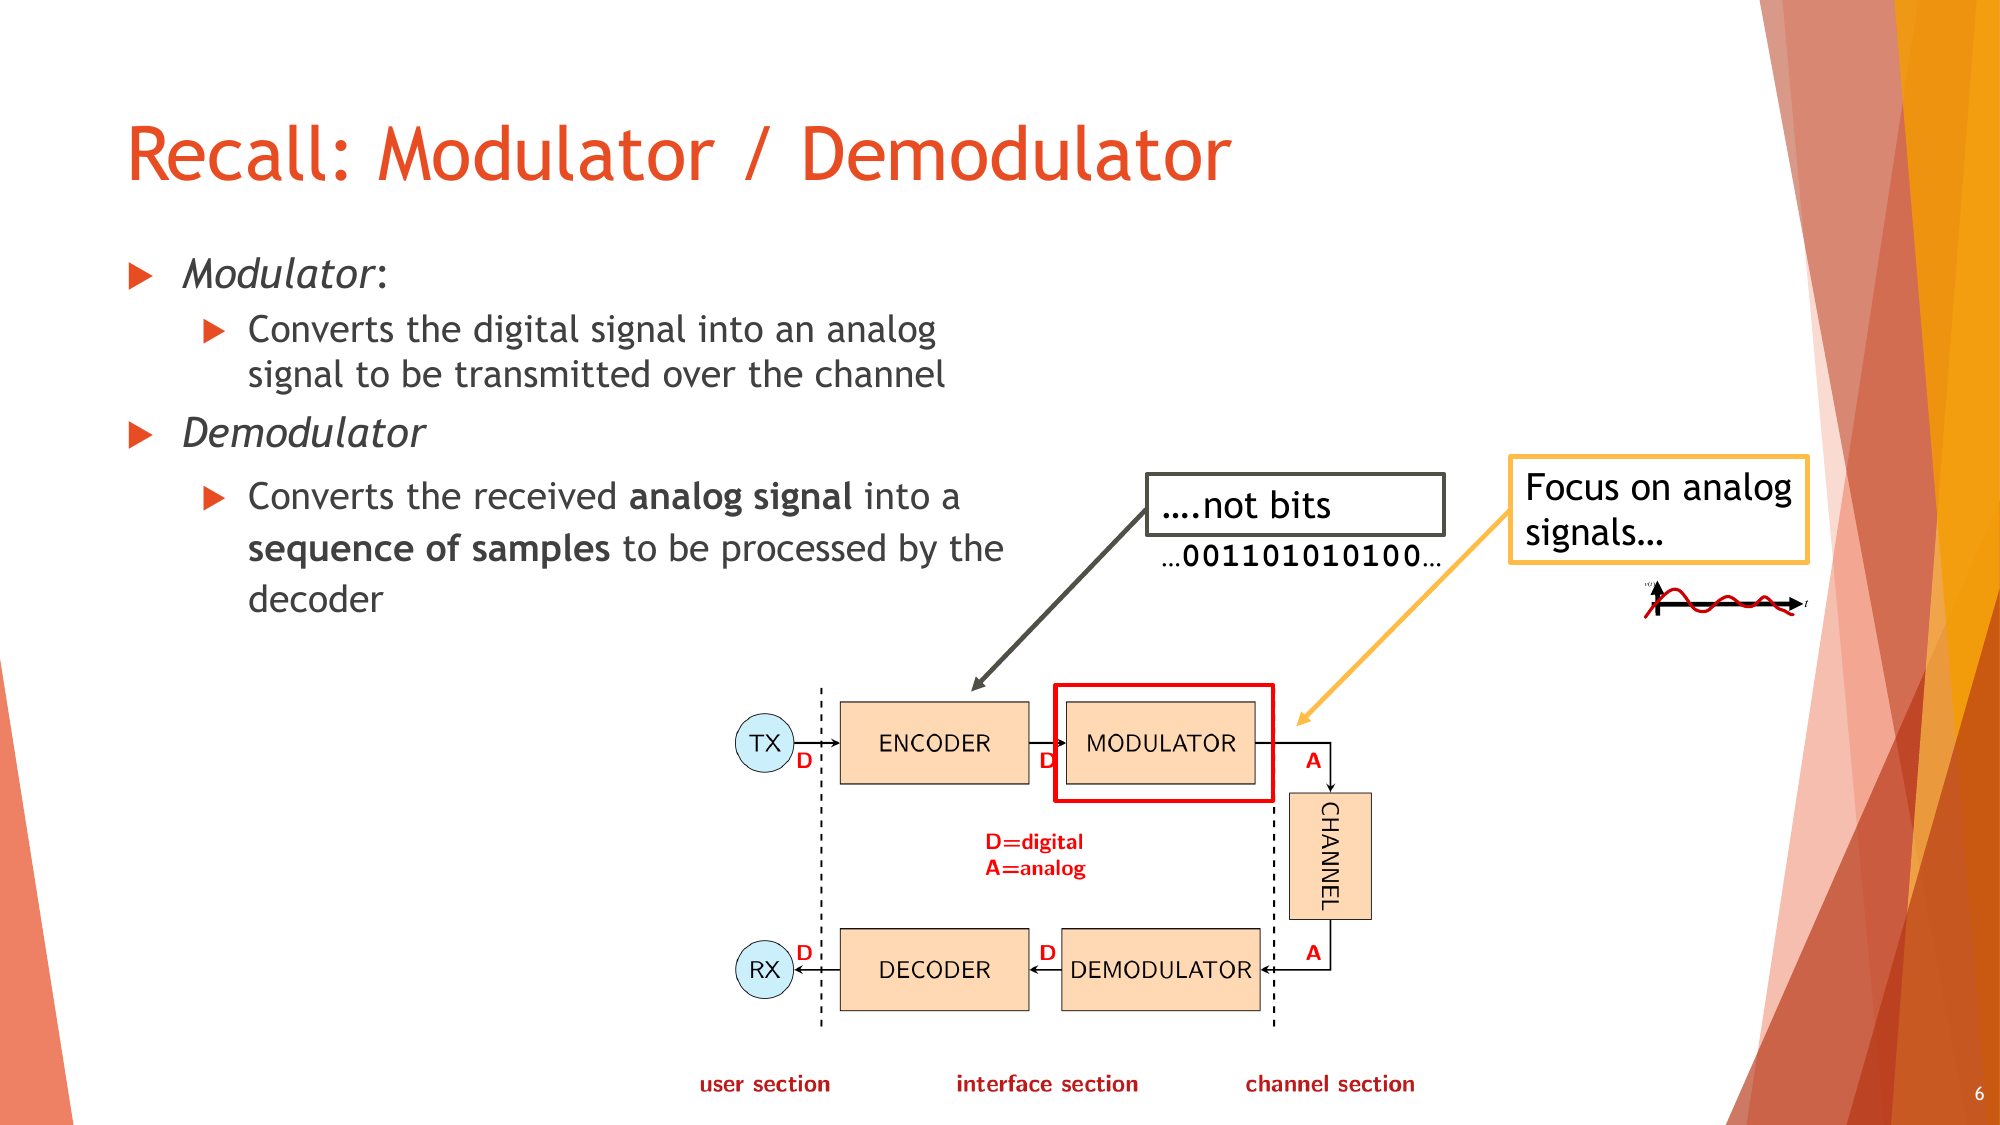 Recall: Modulator / Demodulator
Modulator:
Converts the digital signal into an analog
signal to be transmitted over the channel
Demodulator
Converts the received analog signal into a
sequence of samples to be processed by the
decoder
….not bits
…001101010100…
Focus on analog
signals…
v(t)
t
TX
D
ENCODER
D
MODULATOR
A
CHANNEL
D=digital
A=analog
RX
D
DECODER
D
DEMODULATOR
A
user section
interface section
channel section
6